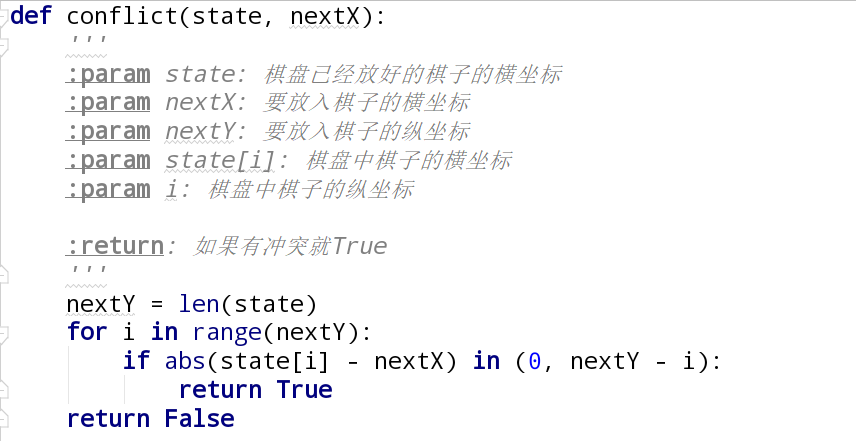 def conflict(state, nextX):
    '''
    :param state: 棋盘已经放好的棋子的横坐标
    :param nextX: 要放入棋子的横坐标
    :param nextY: 要放入棋子的纵坐标
    :param state[i]: 棋盘中棋子的横坐标
    :param i: 棋盘中棋子的纵坐标

    :return: 如果有冲突就True
    '''
    nextY = len(state)
    for i in range(nextY):
        if abs(state[i] - nextX) in (0, nextY - i):
            return True
    return False